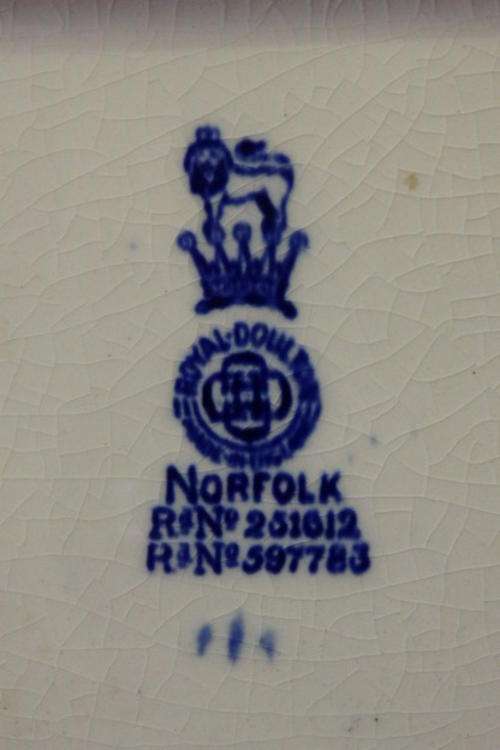 ROYAL·DOULTON
NORFOLK
Rd No 251612
Rd No 597783